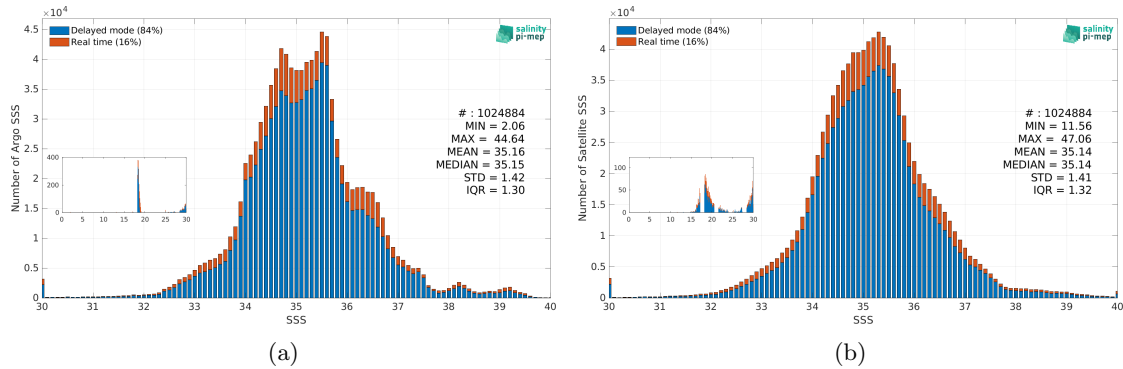 ×10⁴
Delayed mode (84%)
Real time (16%)
salinity
pi-mep
# : 1024884
MIN = 2.06
MAX = 44.64
MEAN = 35.16
MEDIAN = 35.15
STD = 1.42
IQR = 1.30
Number of Argo SSS
4.5
4
3.5
3
2.5
2
1.5
1
0.5
0
400
200
0
0 5 10 15 20 25 30
30 31 32 33 34 35 36 37 38 39 40
SSS
(a)
×10⁴
Delayed mode (84%)
Real time (16%)
salinity
pi-mep
# : 1024884
MIN = 11.56
MAX = 47.06
MEAN = 35.14
MEDIAN = 35.14
STD = 1.41
IQR = 1.32
Number of Satellite SSS
4
3.5
3
2.5
2
1.5
1
0.5
0
100
50
0
0 5 10 15 20 25 30
30 31 32 33 34 35 36 37 38 39 40
SSS
(b)